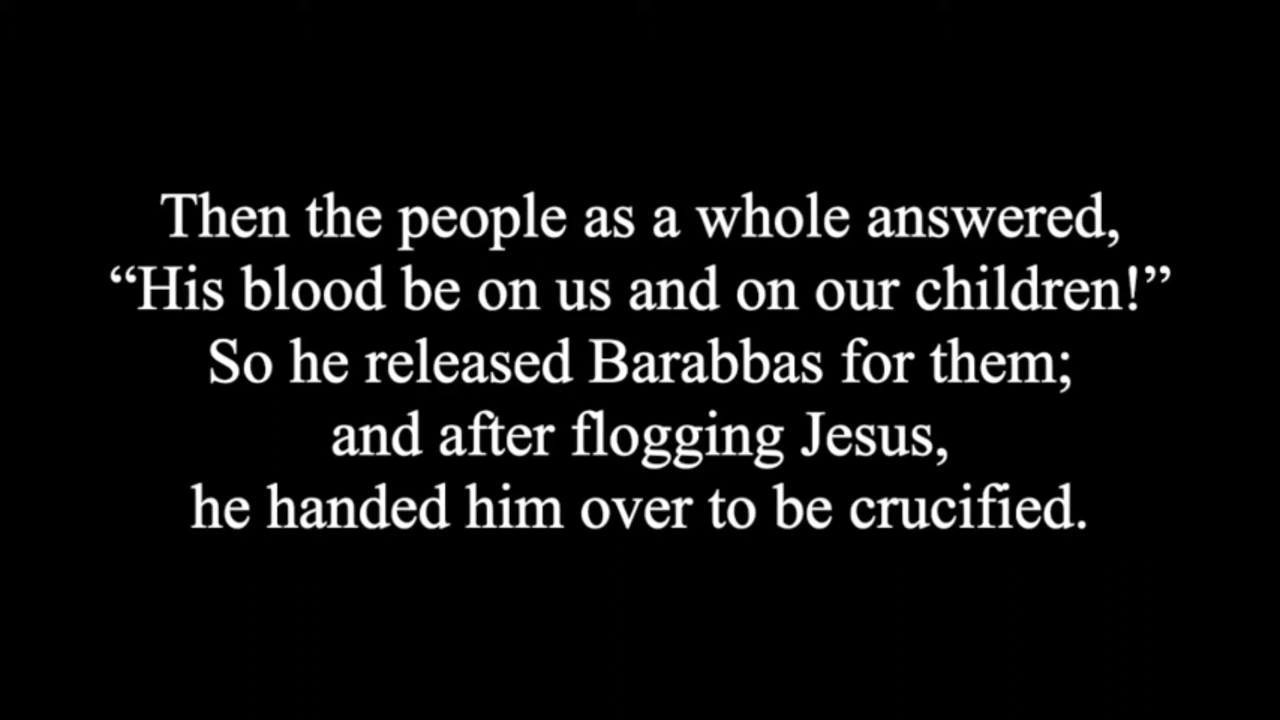 Then the people as a whole answered,
“His blood be on us and on our children!”
So he released Barabbas for them;
and after flogging Jesus,
he handed him over to be crucified.